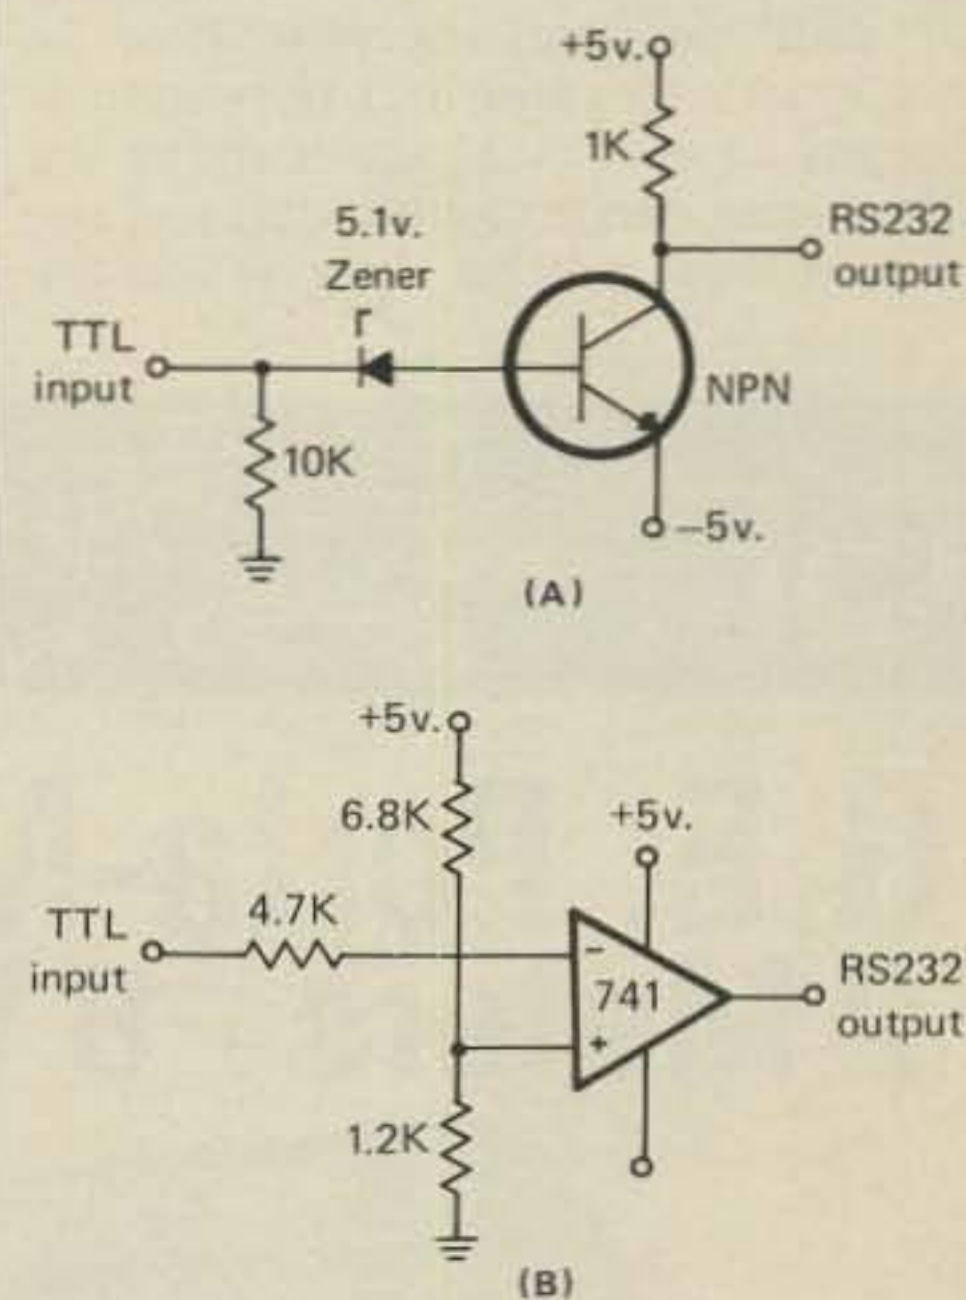 +5v.
1K
5.1v.
Zener
RS232
output
TTL
input
NPN
10K
-5v.
(A)
+5v.
6.8K
+5v.
4.7K
TTL
input
-
741
+
RS232
output
1.2K
(B)